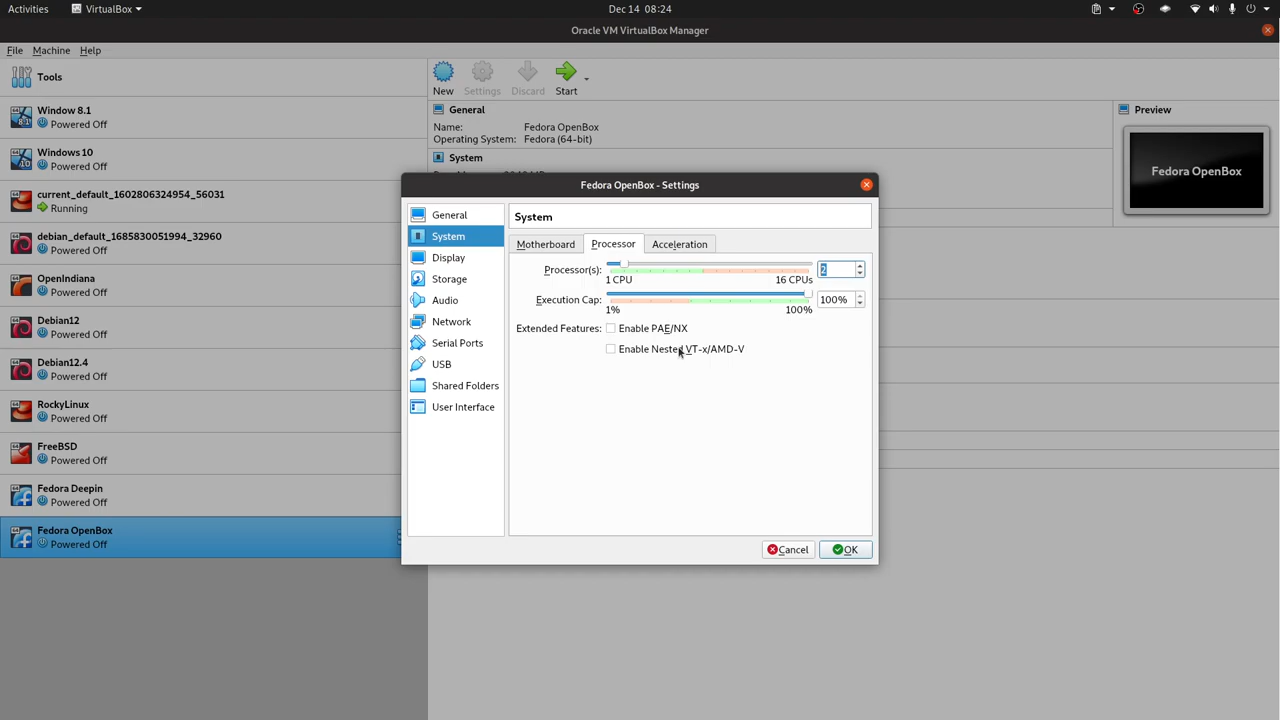 Activities
VirtualBox
Dec 14 08:24
Oracle VM VirtualBox Manager
File Machine Help
Tools
New
Settings
Discard
Start
Window 8.1
Powered Off
Windows 10
Powered Off
current_default_1602806324954_56031
Running
debian_default_1685830051994_32960
Powered Off
OpenIndiana
Powered Off
Debian12
Powered Off
Debian12.4
Powered Off
RockyLinux
Powered Off
FreeBSD
Powered Off
Fedora Deepin
Powered Off
Fedora OpenBox
Powered Off
General
Name: Fedora OpenBox
Operating System: Fedora (64-bit)
System
Preview
Fedora OpenBox
Fedora OpenBox - Settings
General
System
Display
Storage
Audio
Network
Serial Ports
USB
Shared Folders
User Interface
System
Motherboard Processor Acceleration
Processor(s): 2
1 CPU 16 CPUs
Execution Cap: 100%
1% 100%
Extended Features: Enable PAE/NX
Enable Nested VT-x/AMD-V
Cancel OK